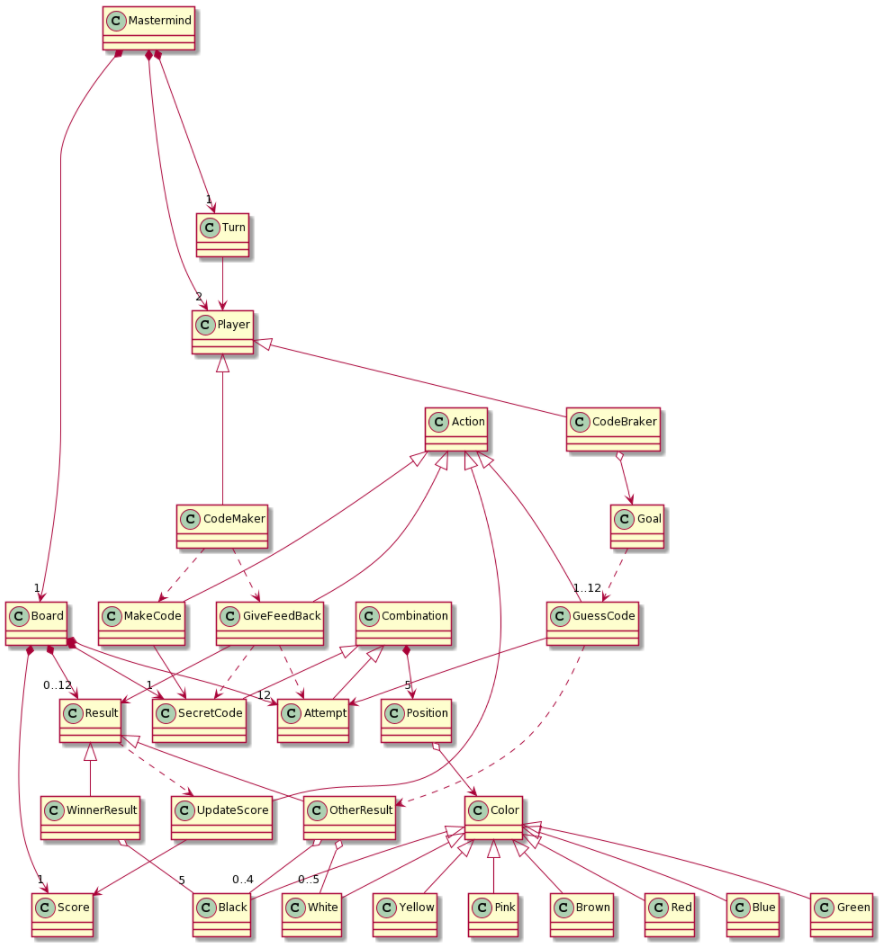 C Mastermind
1
C Turn
2
C Player
C Action
C CodeBraker
C CodeMaker
C Goal
1
1..12
C Board
C MakeCode
C GiveFeedBack
C Combination
C GuessCode
0..12
1
12
5
C Result
C SecretCode
C Attempt
C Position
C WinnerResult
C UpdateScore
C OtherResult
C Color
1
5
0..4
0..5
C Score
C Black
C White
C Yellow
C Pink
C Brown
C Red
C Blue
C Green